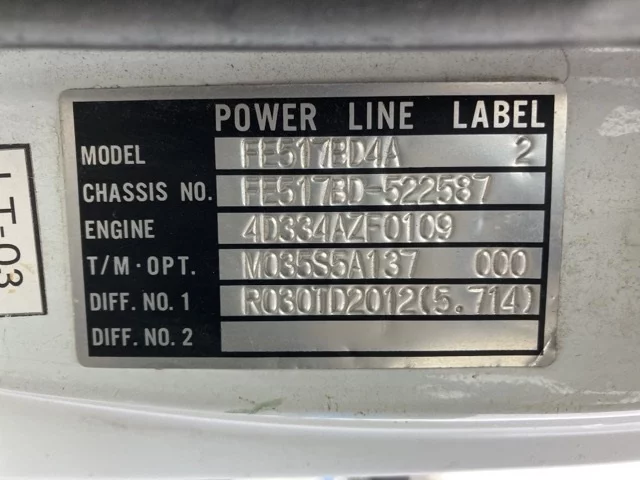 POWER LINE LABEL
MODEL FE517BD4A 2
CHASSIS NO. FE517BD-522587
ENGINE 4D334AZF0109
T/M·OPT. M035S5A137 000
DIFF. NO. 1 R030TD2012(5.714)
DIFF. NO. 2
LT-03